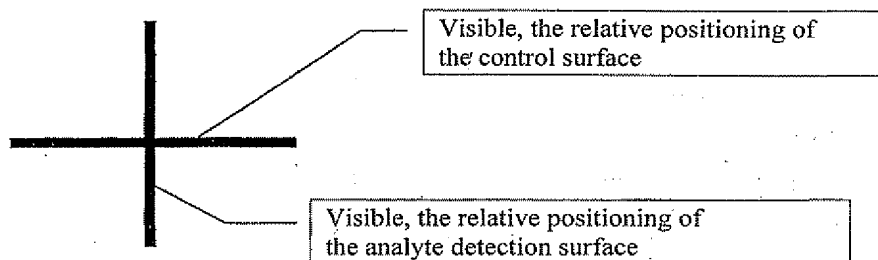 Visible, the relative positioning of
the control surface
Visible, the relative positioning of
the analyte detection surface